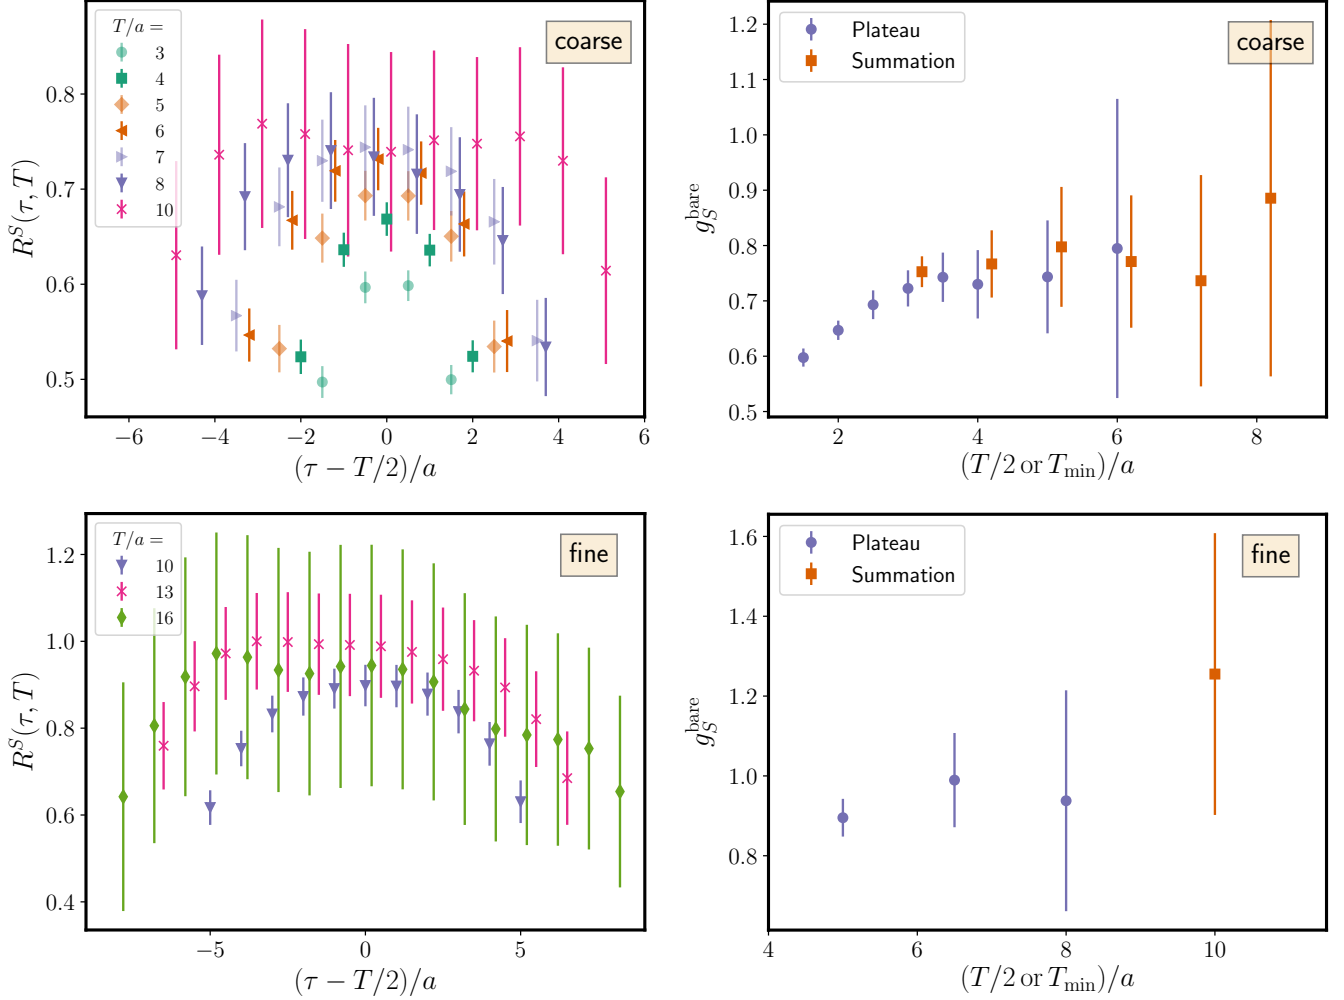 T/a =
3
4
5
6
7
8
10
coarse
0.8
0.7
0.6
0.5
R^S(τ, T)
−6
−4
−2
0
2
4
6
(τ − T/2)/a
Plateau
Summation
coarse
1.2
1.1
1.0
0.9
0.8
0.7
0.6
0.5
g_S^bare
2
4
6
8
(T/2 or T_min)/a
T/a =
10
13
16
fine
1.2
1.0
0.8
0.6
0.4
R^S(τ, T)
−5
0
5
(τ − T/2)/a
Plateau
Summation
fine
1.6
1.4
1.2
1.0
0.8
g_S^bare
4
6
8
10
(T/2 or T_min)/a